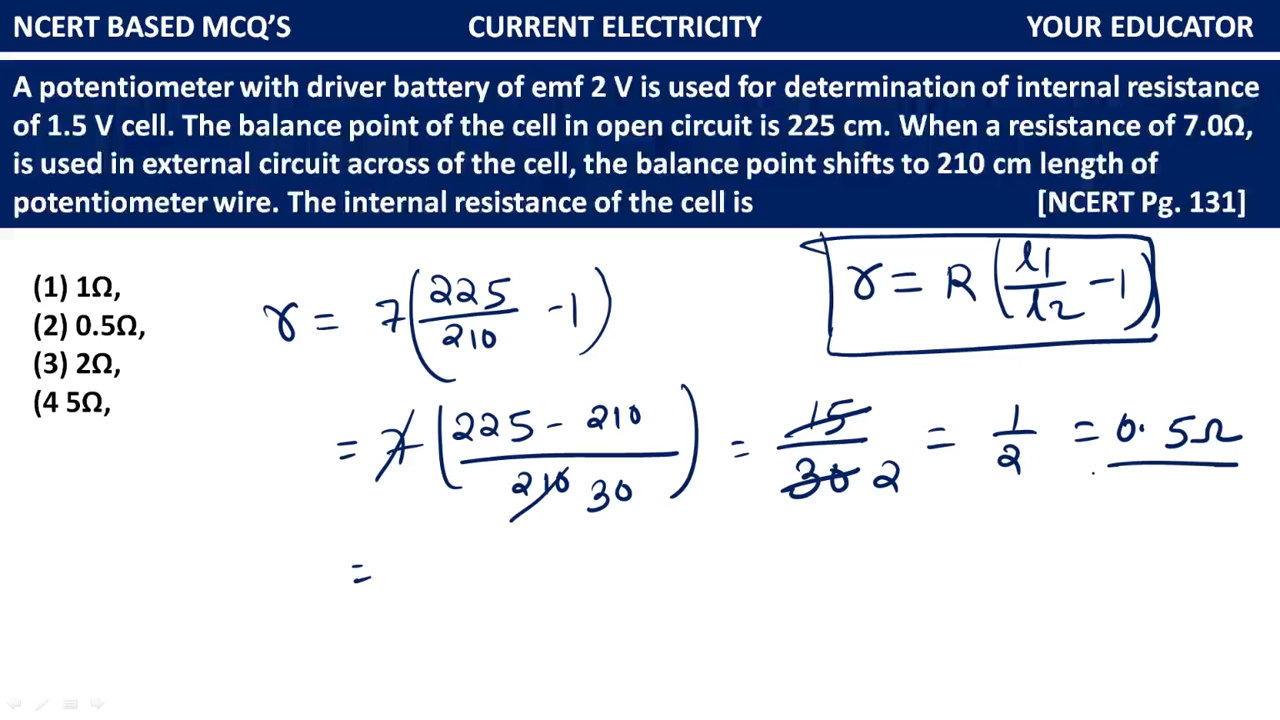 NCERT BASED MCQ’S CURRENT ELECTRICITY YOUR EDUCATOR
A potentiometer with driver battery of emf 2 V is used for determination of internal resistance
of 1.5 V cell. The balance point of the cell in open circuit is 225 cm. When a resistance of 7.0Ω,
is used in external circuit across of the cell, the balance point shifts to 210 cm length of
potentiometer wire. The internal resistance of the cell is [NCERT Pg. 131]
(1) 1Ω,
(2) 0.5Ω,
(3) 2Ω,
(4 5Ω,
r = R (l1/l2 - 1)
r = 7 (225/210 - 1)
= 7 (225 - 210 / 210 30) = 15/30 2 = 1/2 = 0.5Ω
=